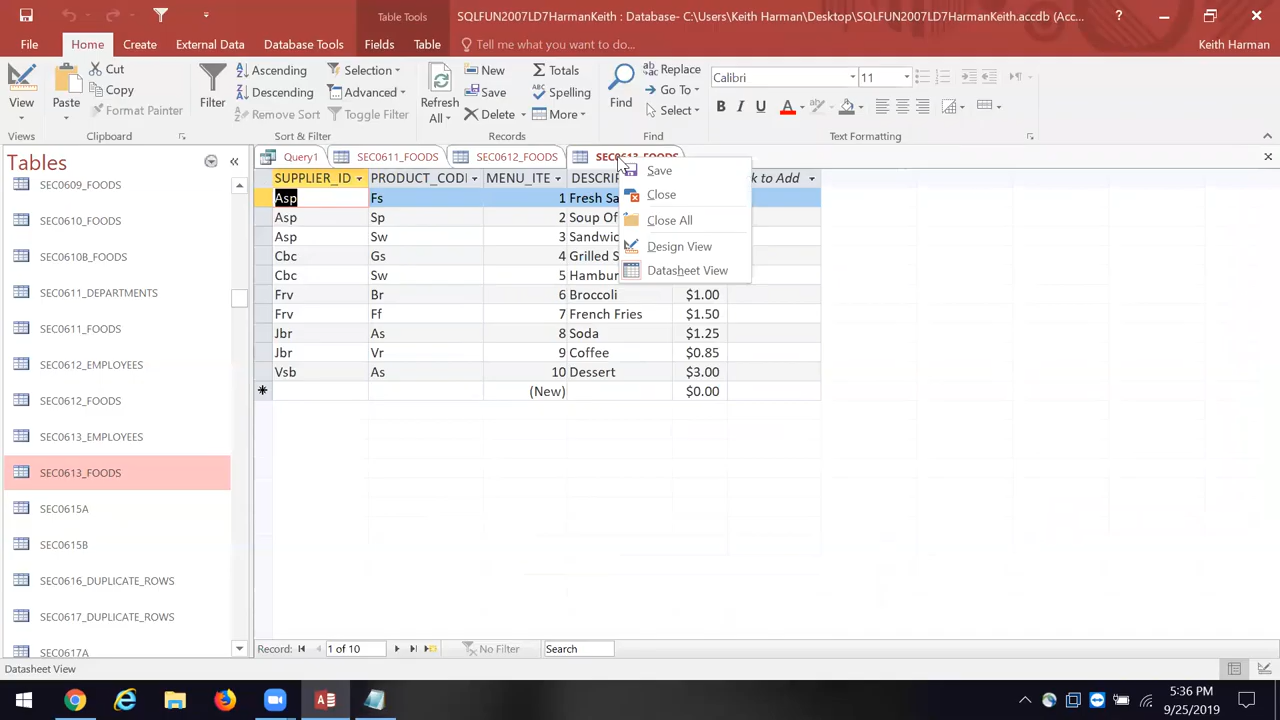 Table Tools
SQLFUN2007LD7HarmanKeith : Database- C:\Users\Keith Harman\Desktop\SQLFUN2007LD7HarmanKeith.accdb (Acc...
?
File
Home
Create
External Data
Database Tools
Fields
Table
Tell me what you want to do...
Keith Harman
View
Views
Paste
Cut
Copy
Format Painter
Clipboard
Filter
Ascending
Descending
Remove Sort
Selection
Advanced
Toggle Filter
Sort & Filter
Refresh
All
New
Save
Delete
Totals
Spelling
More
Records
Find
Replace
Go To
Select
Find
Calibri
11
B I U A
Text Formatting
Tables
SEC0609_FOODS
SEC0610_FOODS
SEC0610B_FOODS
SEC0611_DEPARTMENTS
SEC0611_FOODS
SEC0612_EMPLOYEES
SEC0612_FOODS
SEC0613_EMPLOYEES
SEC0613_FOODS
SEC0615A
SEC0615B
SEC0616_DUPLICATE_ROWS
SEC0617_DUPLICATE_ROWS
SEC0617A
Query1
SEC0611_FOODS
SEC0612_FOODS
SEC0613_FOODS
SUPPLIER_ID PRODUCT_CODI MENU_ITE DESCRIP k to Add
Asp Fs 1 Fresh Sa
Asp Sp 2 Soup Of
Asp Sw 3 Sandwic
Cbc Gs 4 Grilled S
Cbc Sw 5 Hambur
Frv Br 6 Broccoli $1.00
Frv Ff 7 French Fries $1.50
Jbr As 8 Soda $1.25
Jbr Vr 9 Coffee $0.85
Vsb As 10 Dessert $3.00
(New) $0.00
Save
Close
Close All
Design View
Datasheet View
Record:
1 of 10
No Filter
Search
Datasheet View
5:36 PM
9/25/2019